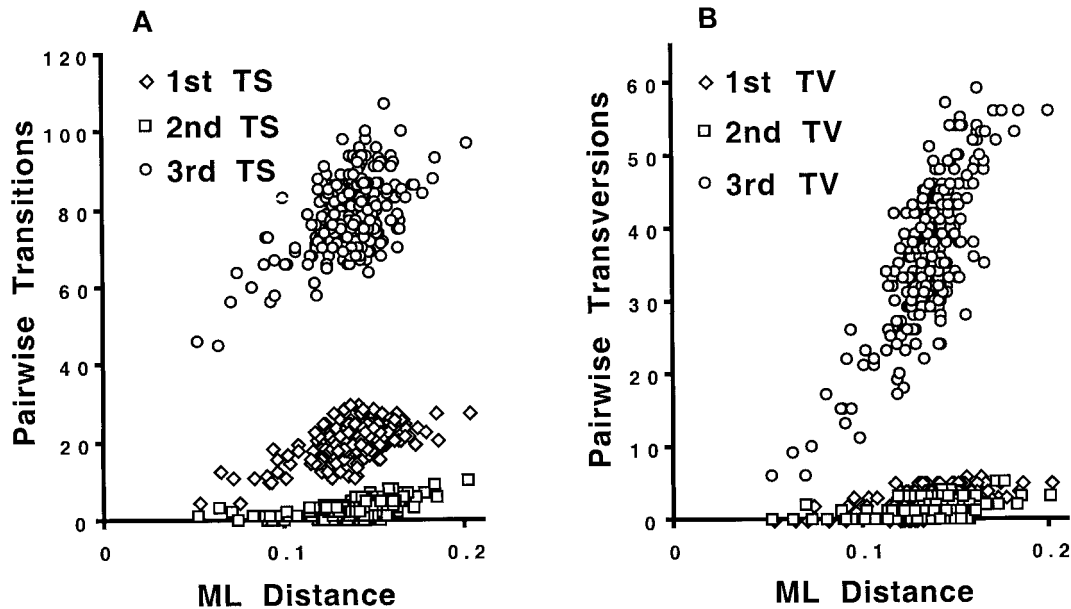 A
Pairwise Transitions
120
100
80
60
40
20
0
1st TS
2nd TS
3rd TS
0
0.1
0.2
ML Distance
B
Pairwise Transversions
60
50
40
30
20
10
0
1st TV
2nd TV
3rd TV
0
0.1
0.2
ML Distance